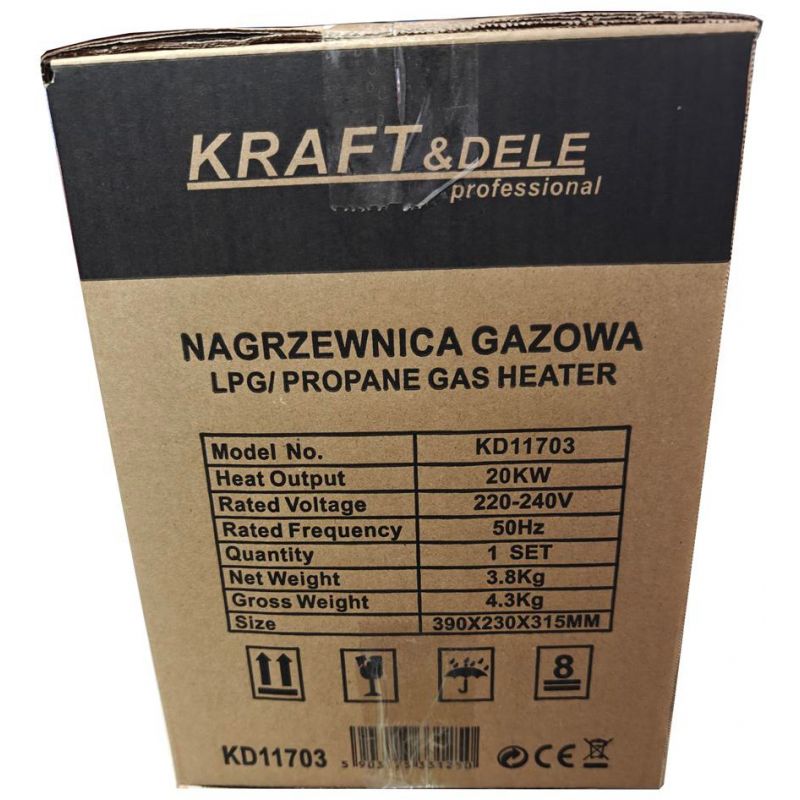 KRAFT&DELE
professional
NAGRZEWNICA GAZOWA
LPG/ PROPANE GAS HEATER
Model No. KD11703
Heat Output 20KW
Rated Voltage 220-240V
Rated Frequency 50Hz
Quantity 1 SET
Net Weight 3.8Kg
Gross Weight 4.3Kg
Size 390X230X315MM
8
KD11703
CE